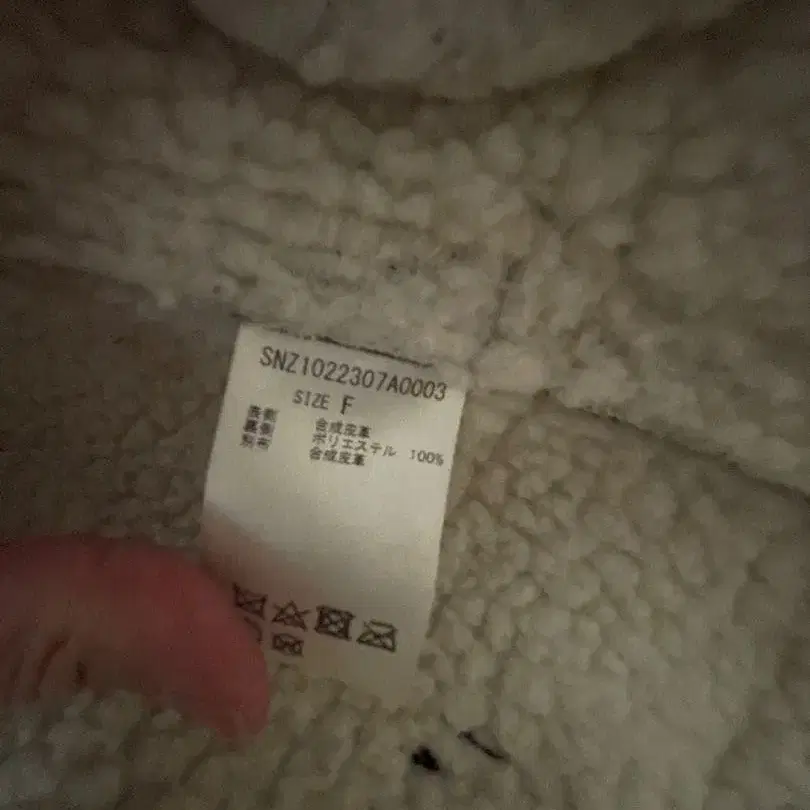 SNZ1022307A0003
SIZE F
表側 合成皮革
裏側 ポリエステル 100%
別布 合成皮革